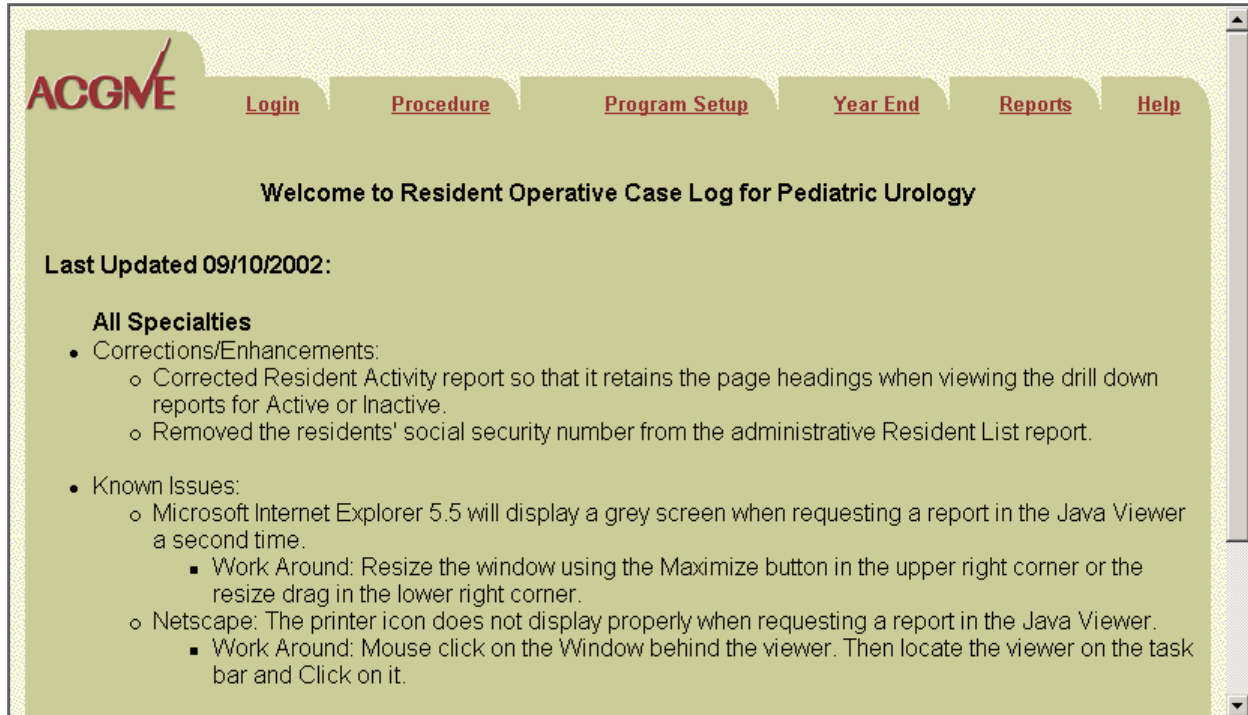 ACGME
Login Procedure Program Setup Year End Reports Help
Welcome to Resident Operative Case Log for Pediatric Urology
Last Updated 09/10/2002:
All Specialties
• Corrections/Enhancements:
o Corrected Resident Activity report so that it retains the page headings when viewing the drill down
reports for Active or Inactive.
o Removed the residents' social security number from the administrative Resident List report.
• Known Issues:
o Microsoft Internet Explorer 5.5 will display a grey screen when requesting a report in the Java Viewer
a second time.
▪ Work Around: Resize the window using the Maximize button in the upper right corner or the
resize drag in the lower right corner.
o Netscape: The printer icon does not display properly when requesting a report in the Java Viewer.
▪ Work Around: Mouse click on the Window behind the viewer. Then locate the viewer on the task
bar and Click on it.